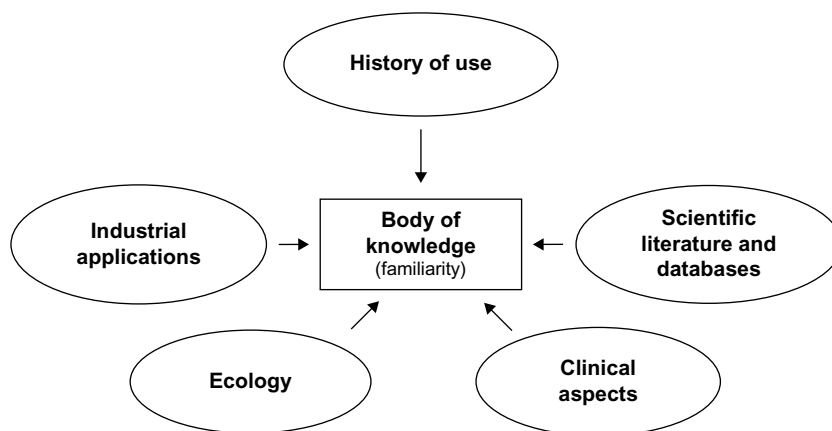 History of use
Industrial
applications
Body of
knowledge
(familiarity)
Scientific
literature and
databases
Ecology
Clinical
aspects